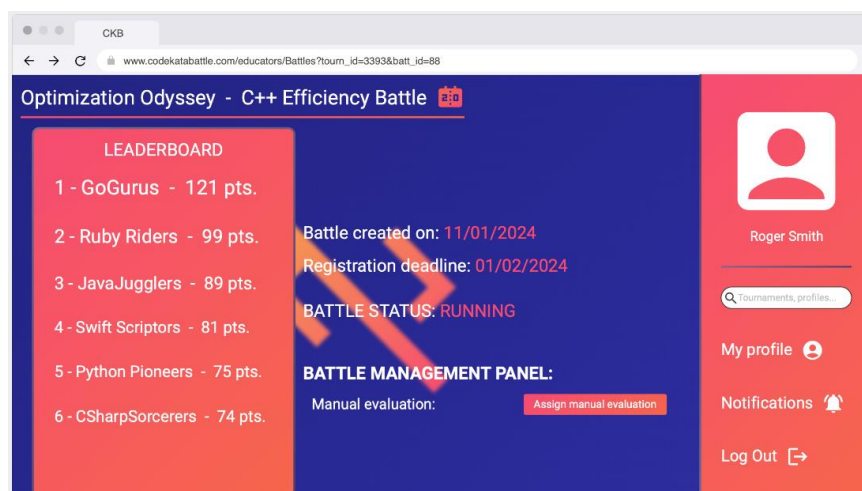 CKB
www.codekatabattle.com/educators/Battles?tourn_id=3393&batt_id=88
Optimization Odyssey - C++ Efficiency Battle
LEADERBOARD
1 - GoGurus - 121 pts.
2 - Ruby Riders - 99 pts.
3 - JavaJugglers - 89 pts.
4 - Swift Scriptors - 81 pts.
5 - Python Pioneers - 75 pts.
6 - CSharpSorcerers - 74 pts.
Battle created on: 11/01/2024
Registration deadline: 01/02/2024
BATTLE STATUS: RUNNING
BATTLE MANAGEMENT PANEL:
Manual evaluation:
Assign manual evaluation
Roger Smith
Tournaments, profiles...
My profile
Notifications
Log Out